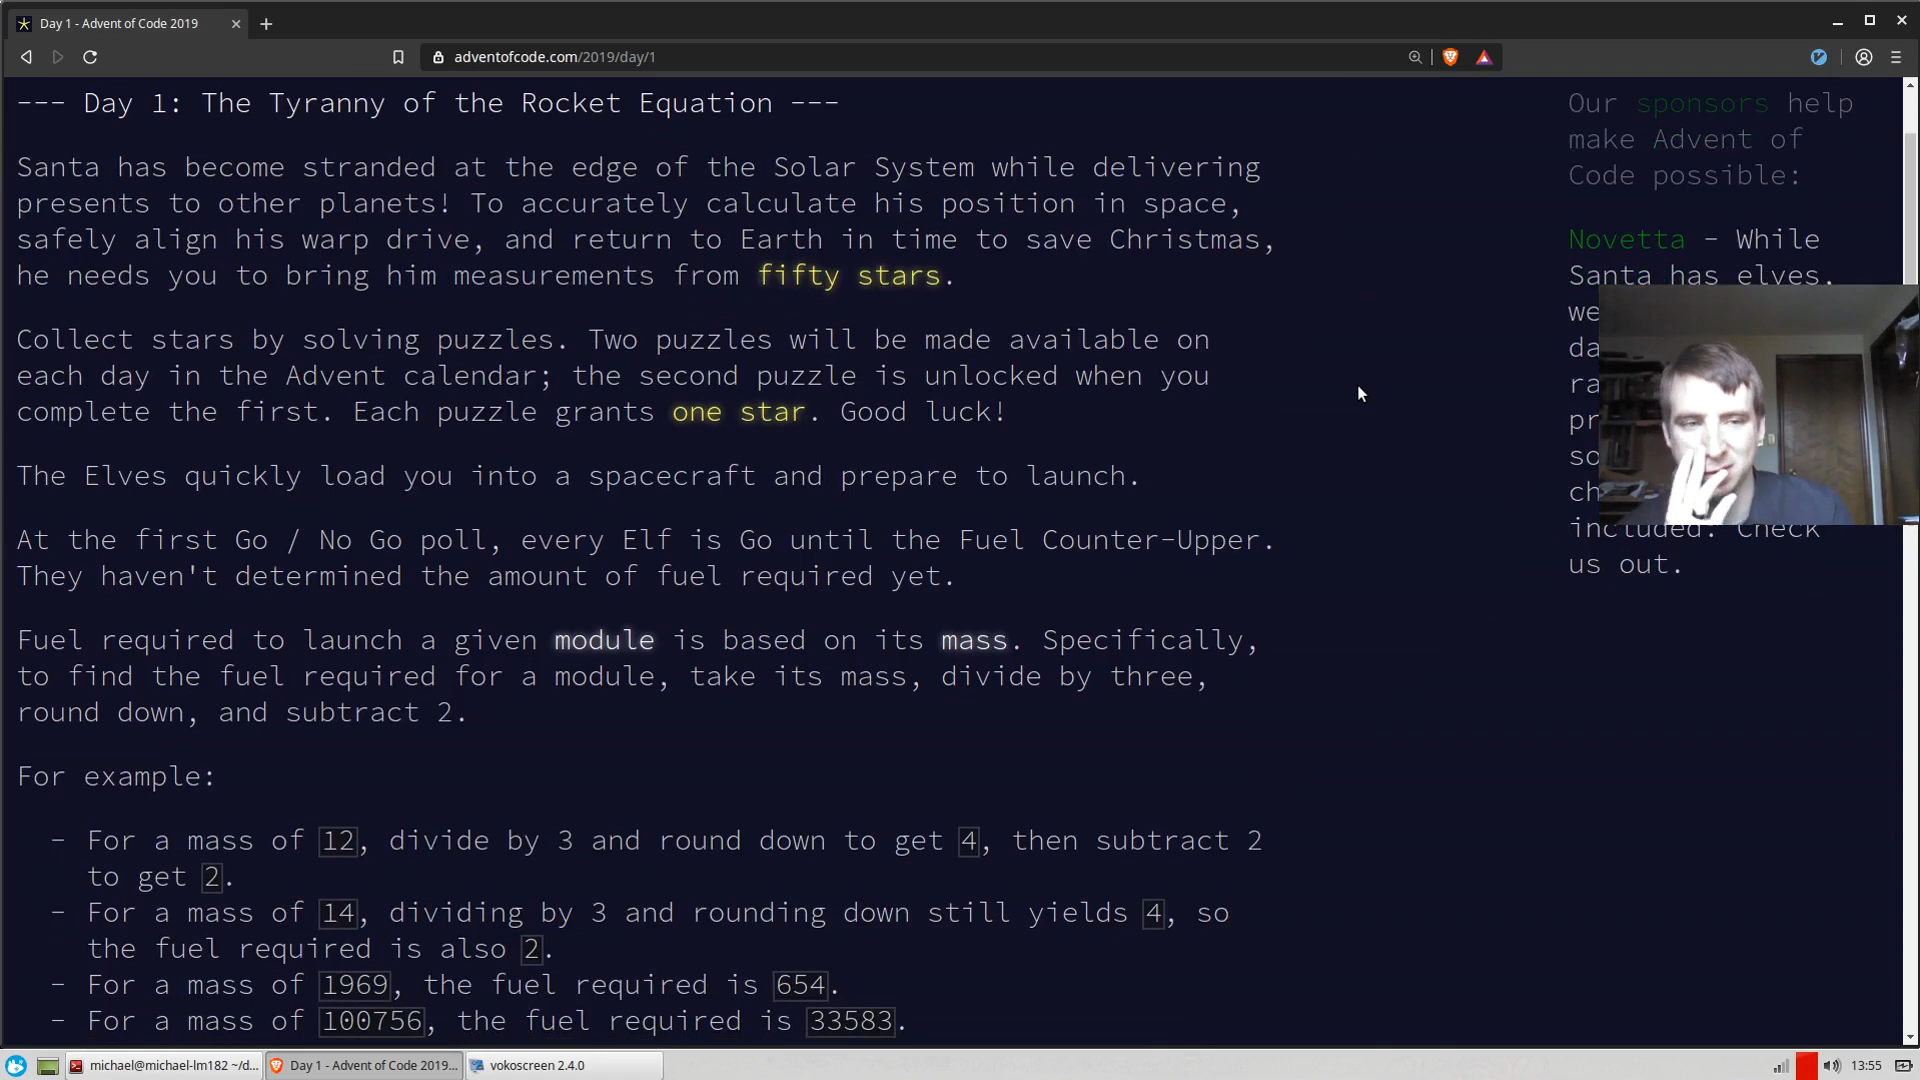 Day 1 - Advent of Code 2019
adventofcode.com/2019/day/1
--- Day 1: The Tyranny of the Rocket Equation ---
Santa has become stranded at the edge of the Solar System while delivering
presents to other planets! To accurately calculate his position in space,
safely align his warp drive, and return to Earth in time to save Christmas,
he needs you to bring him measurements from fifty stars.
Collect stars by solving puzzles. Two puzzles will be made available on
each day in the Advent calendar; the second puzzle is unlocked when you
complete the first. Each puzzle grants one star. Good luck!
The Elves quickly load you into a spacecraft and prepare to launch.
At the first Go / No Go poll, every Elf is Go until the Fuel Counter-Upper.
They haven't determined the amount of fuel required yet.
Fuel required to launch a given module is based on its mass. Specifically,
to find the fuel required for a module, take its mass, divide by three,
round down, and subtract 2.
For example:
- For a mass of 12, divide by 3 and round down to get 4, then subtract 2
to get 2.
- For a mass of 14, dividing by 3 and rounding down still yields 4, so
the fuel required is also 2.
- For a mass of 1969, the fuel required is 654.
- For a mass of 100756, the fuel required is 33583.
Our sponsors help
make Advent of
Code possible:
Novetta - While
Santa has elves,
we
da
ra
pr
so
ch
included. Check
us out.
michael@michael-lm182 ~/d...
Day 1 - Advent of Code 2019...
vokoscreen 2.4.0
13:55